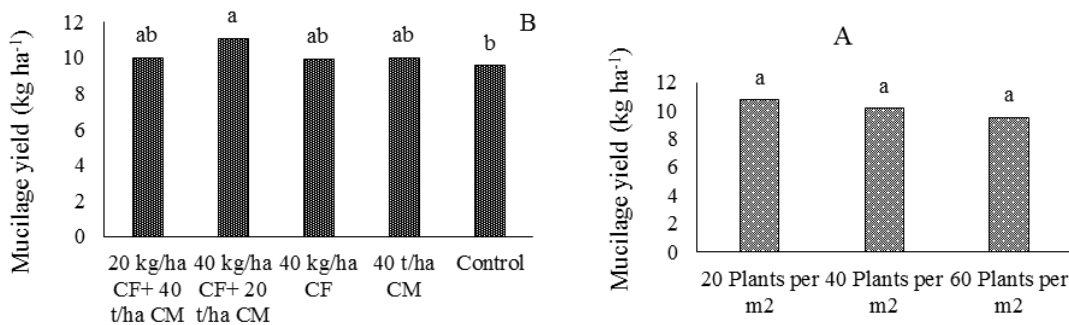 B
Mucilage yield (kg ha⁻¹)
12
10
8
6
4
2
0
ab
a
ab
ab
b
20 kg/ha
CF+ 40
t/ha CM
40 kg/ha
CF+ 20
t/ha CM
40 kg/ha
CF
40 t/ha
CM
Control
A
Mucilage yield (kg ha⁻¹)
12
10
8
6
4
2
0
a
a
a
20 Plants per
m2
40 Plants per
m2
60 Plants per
m2